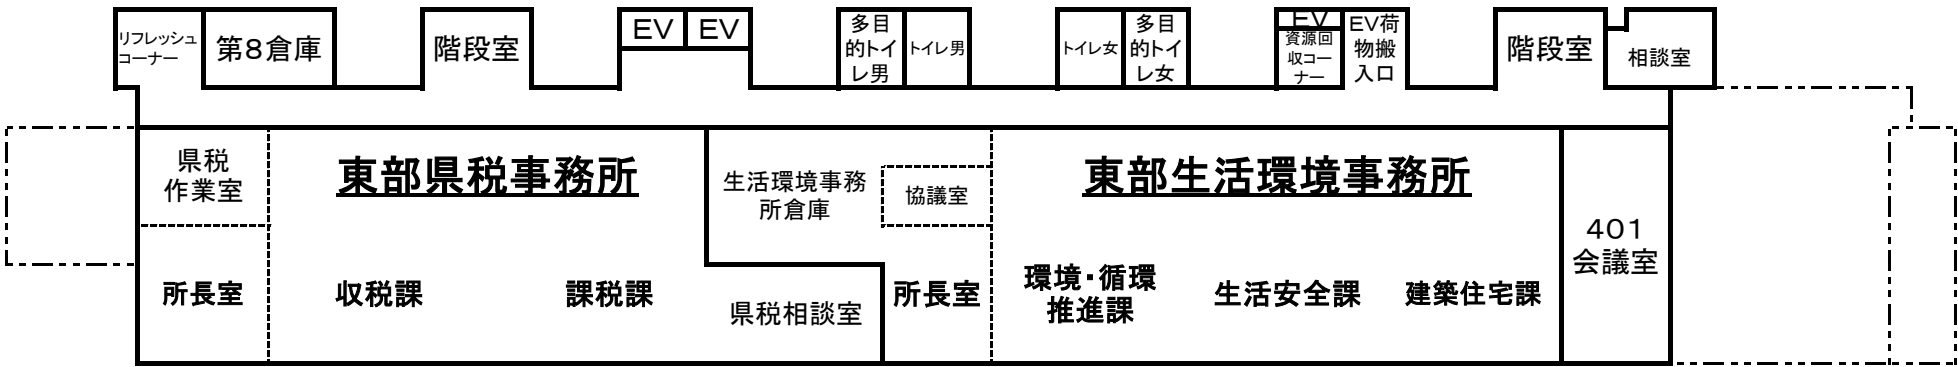 リフレッシュ
コーナー
第８倉庫
階段室
EV
EV
多目
的トイ
レ男
トイレ男
トイレ女
多目
的トイ
レ女
EV
資源回
収コー
ナー
EV荷
物搬
入口
階段室
相談室
県税
作業室
東部県税事務所
生活環境事務
所倉庫
協議室
東部生活環境事務所
４０１
会議室
所長室
収税課
課税課
県税相談室
所長室
環境・循環
推進課
生活安全課
建築住宅課